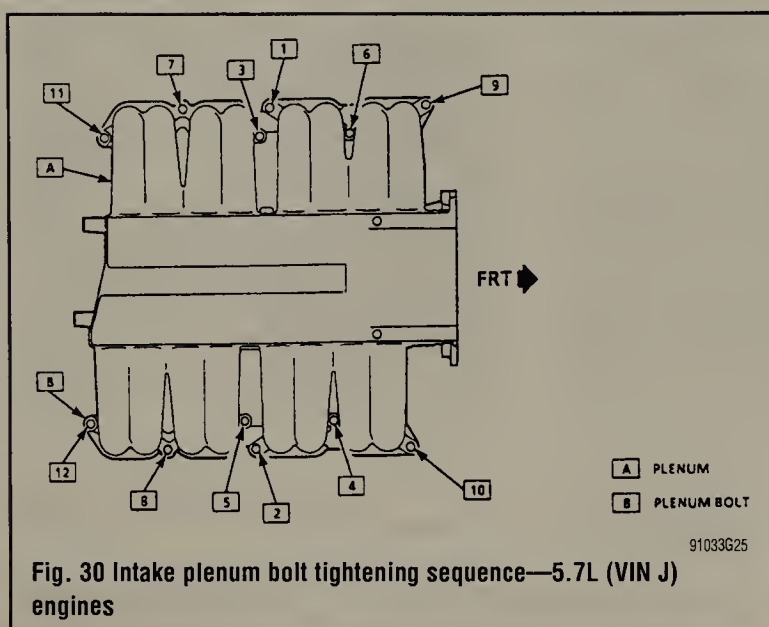 1
7 3 6
11 9
A
FRT
B
12 8 5 2 4 10
A PLENUM
B PLENUM BOLT
91033G25
Fig. 30 Intake plenum bolt tightening sequence—5.7L (VIN J)
engines